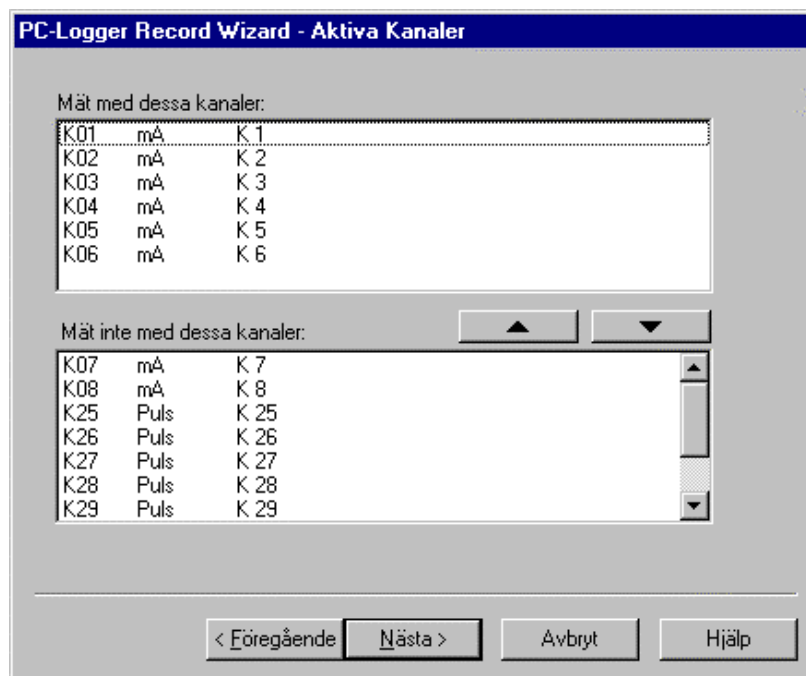 PC-Logger Record Wizard - Aktiva Kanaler
Mät med dessa kanaler:
K01 mA K 1
K02 mA K 2
K03 mA K 3
K04 mA K 4
K05 mA K 5
K06 mA K 6
Mät inte med dessa kanaler:
K07 mA K 7
K08 mA K 8
K25 Puls K 25
K26 Puls K 26
K27 Puls K 27
K28 Puls K 28
K29 Puls K 29
< Föregående Nästa > Avbryt Hjälp